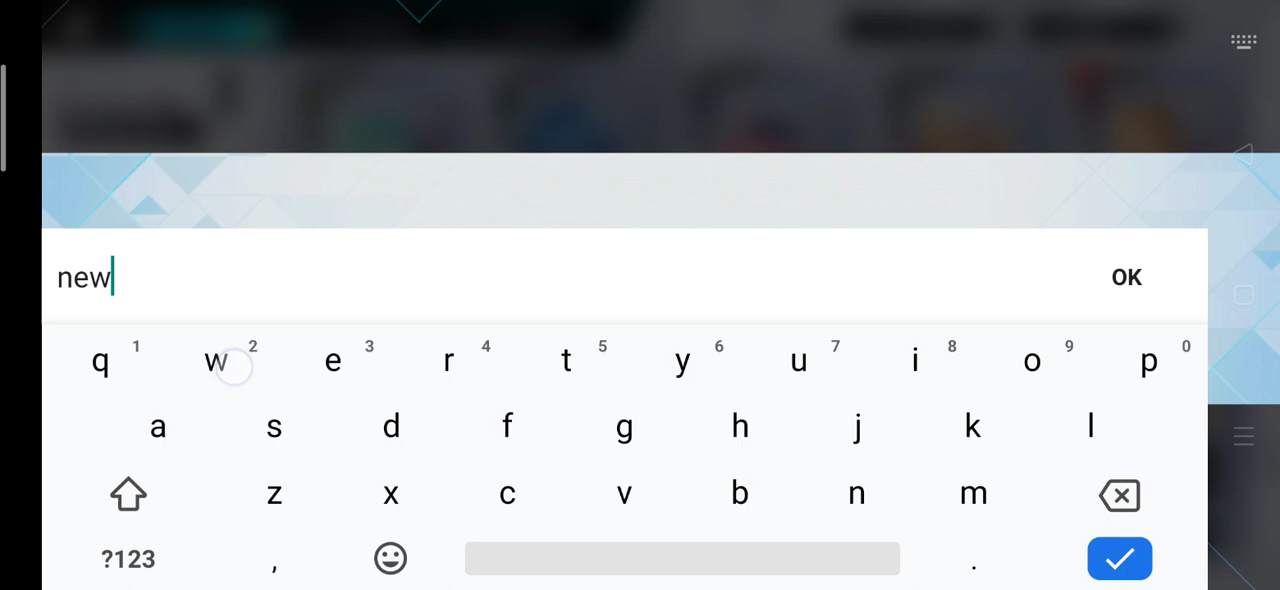 new
OK
q 1 w 2 e 3 r 4 t 5 y 6 u 7 i 8 o 9 p 0
a s d f g h j k l
z x c v b n m
?123 , .